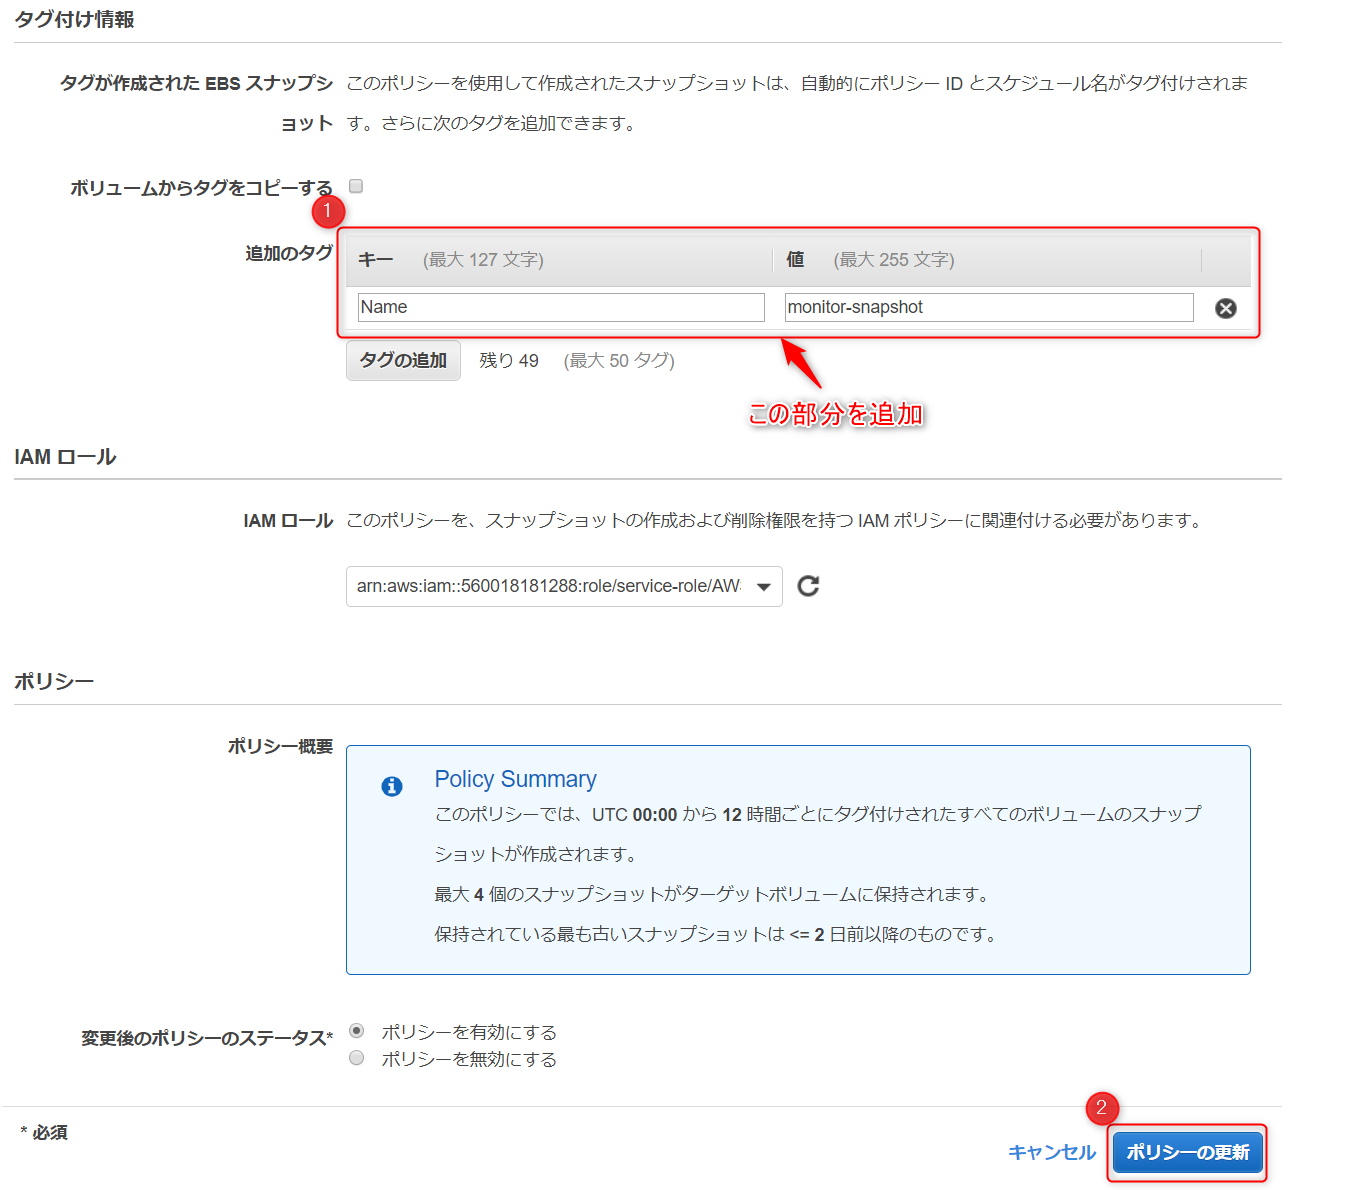 タグ付け情報
タグが作成された EBS スナップシ
ョット
このポリシーを使用して作成されたスナップショットは、自動的にポリシー ID とスケジュール名がタグ付けされま
す。さらに次のタグを追加できます。
ボリュームからタグをコピーする
1
追加のタグ
キー (最大 127 文字) 値 (最大 255 文字)
Name monitor-snapshot
タグの追加 残り 49 (最大 50 タグ)
この部分を追加
IAM ロール
IAM ロール このポリシーを、スナップショットの作成および削除権限を持つ IAM ポリシーに関連付ける必要があります。
arn:aws:iam::560018181288:role/service-role/AW
ポリシー
ポリシー概要
Policy Summary
このポリシーでは、UTC 00:00 から 12 時間ごとにタグ付けされたすべてのボリュームのスナップ
ショットが作成されます。
最大 4 個のスナップショットがターゲットボリュームに保持されます。
保持されている最も古いスナップショットは <= 2 日前以降のものです。
変更後のポリシーのステータス* ポリシーを有効にする
ポリシーを無効にする
* 必須
2
キャンセル ポリシーの更新